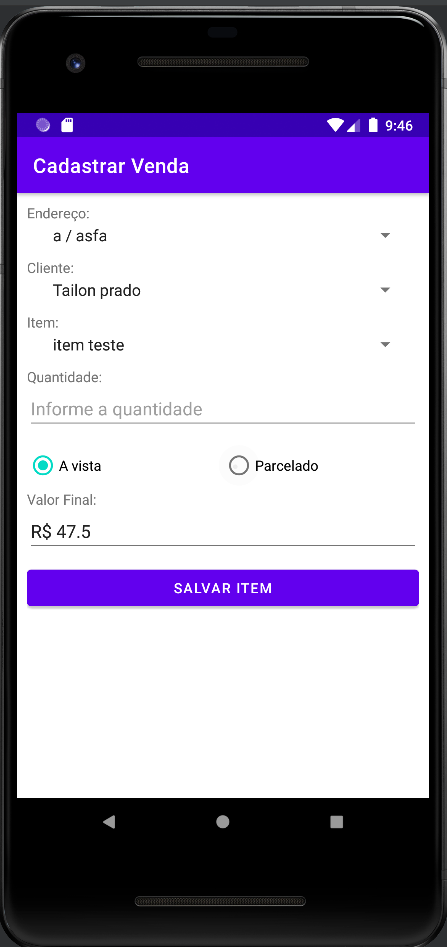 9:46
Cadastrar Venda
Endereço:
a / asfa
Cliente:
Tailon prado
Item:
item teste
Quantidade:
Informe a quantidade
A vista Parcelado
Valor Final:
R$ 47.5
SALVAR ITEM